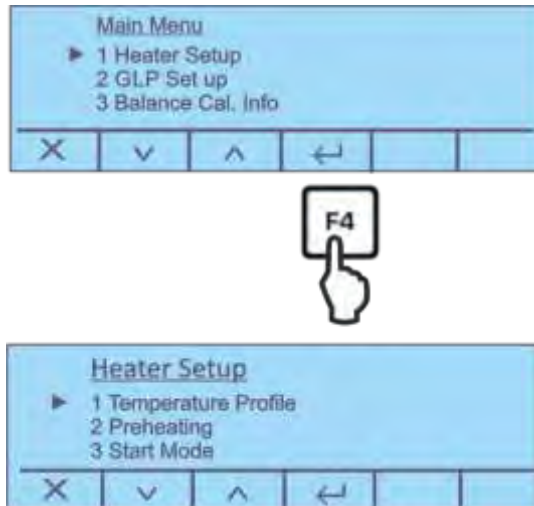 Main Menu
► 1 Heater Setup
2 GLP Set up
3 Balance Cal. Info
F4
Heater Setup
► 1 Temperature Profile
2 Preheating
3 Start Mode